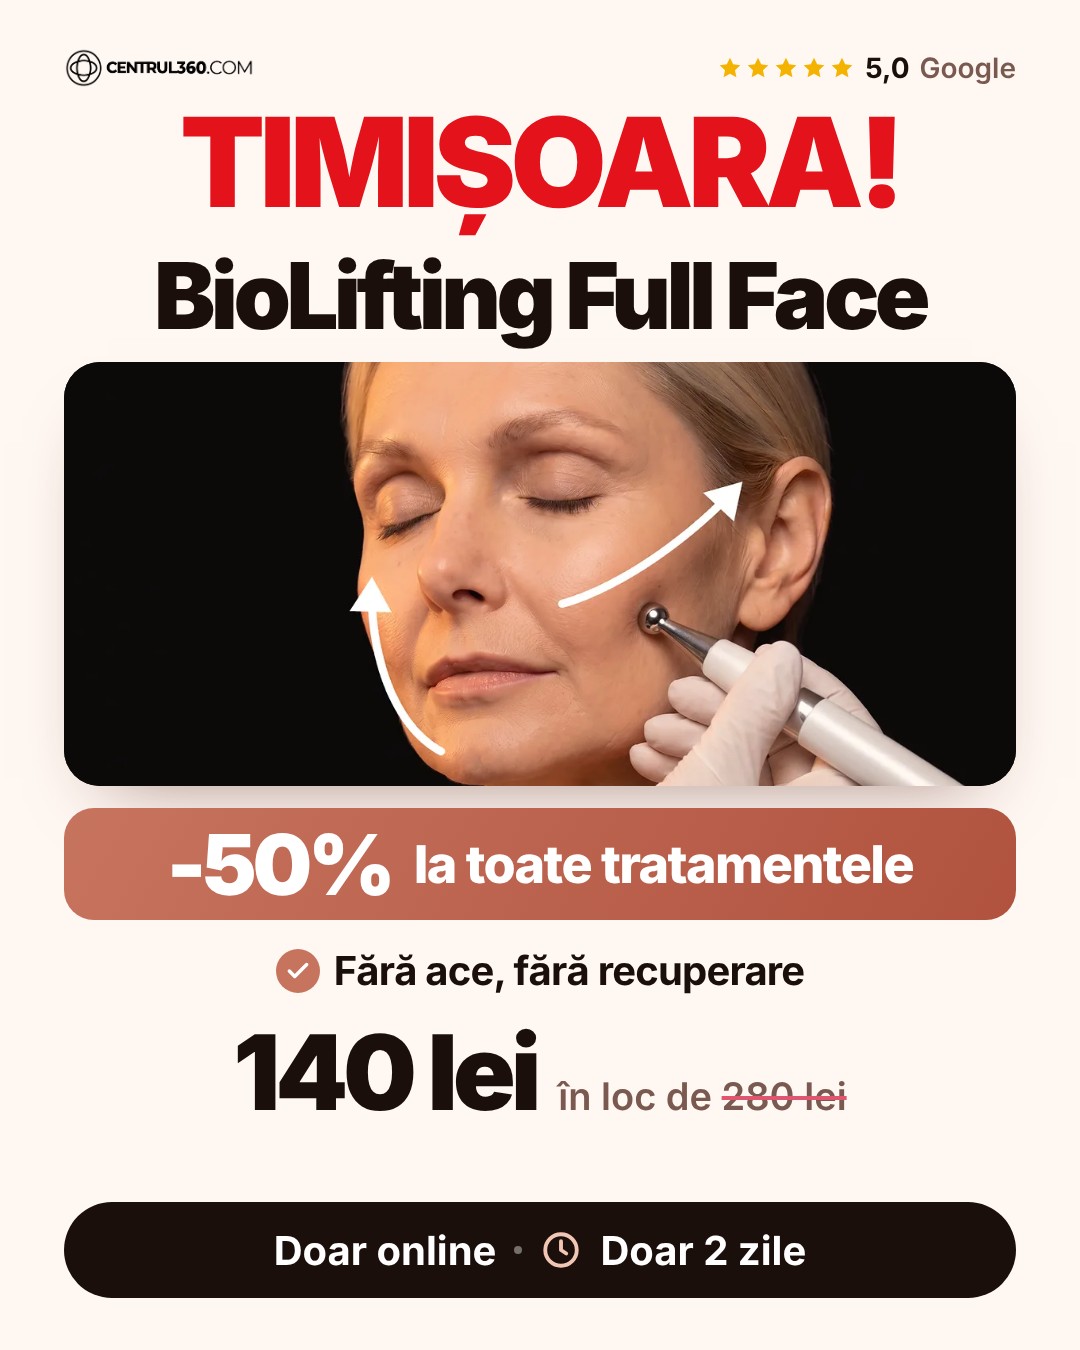 CENTRUL360.COM
5,0 Google
TIMIȘOARA!
BioLifting Full Face
-50% la toate tratamentele
Fără ace, fără recuperare
140 lei în loc de 280 lei
Doar online • Doar 2 zile